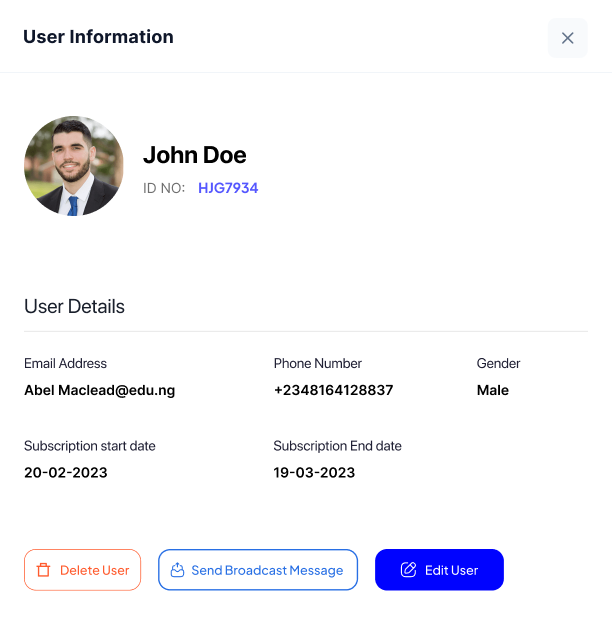 User Information
John Doe
ID NO: HJG7934
User Details
Email Address Phone Number Gender
Abel Maclead@edu.ng +2348164128837 Male
Subscription start date Subscription End date
20-02-2023 19-03-2023
Delete User Send Broadcast Message Edit User